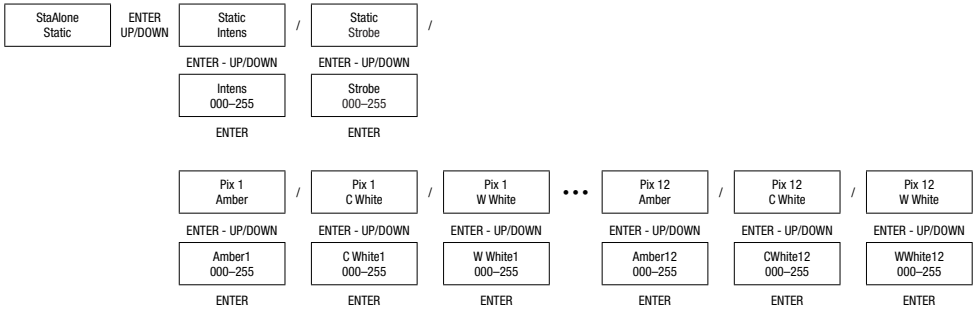 StaAlone
Static
ENTER
UP/DOWN
Static
Intens
/
Static
Strobe
/
ENTER - UP/DOWN
ENTER - UP/DOWN
Intens
000–255
Strobe
000–255
ENTER
ENTER
Pix 1
Amber
/
Pix 1
C White
/
Pix 1
W White
•••
Pix 12
Amber
/
Pix 12
C White
/
Pix 12
W White
ENTER - UP/DOWN
ENTER - UP/DOWN
ENTER - UP/DOWN
ENTER - UP/DOWN
ENTER - UP/DOWN
ENTER - UP/DOWN
Amber1
000–255
C White1
000–255
W White1
000–255
Amber12
000–255
CWhite12
000–255
WWhite12
000–255
ENTER
ENTER
ENTER
ENTER
ENTER
ENTER